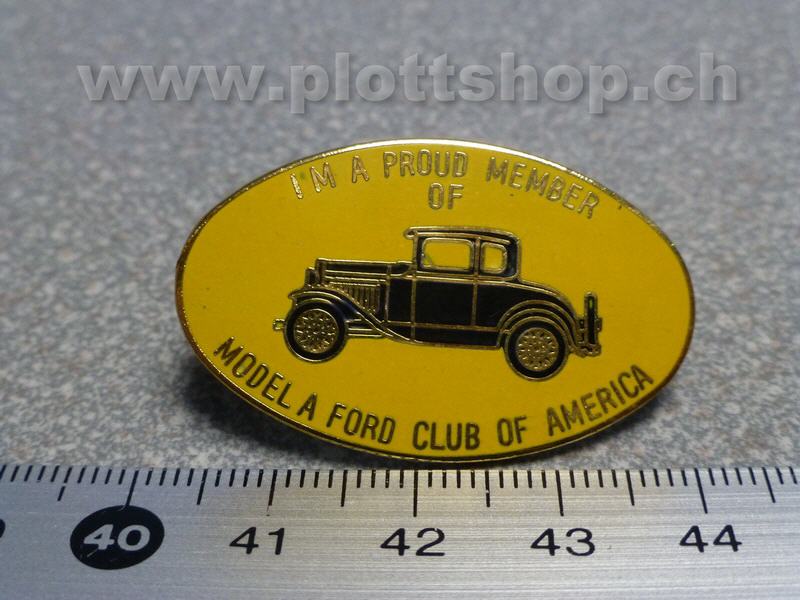 www.plottshop.ch
I'M A PROUD MEMBER
OF
MODEL A FORD CLUB OF AMERICA
40 41 42 43 44